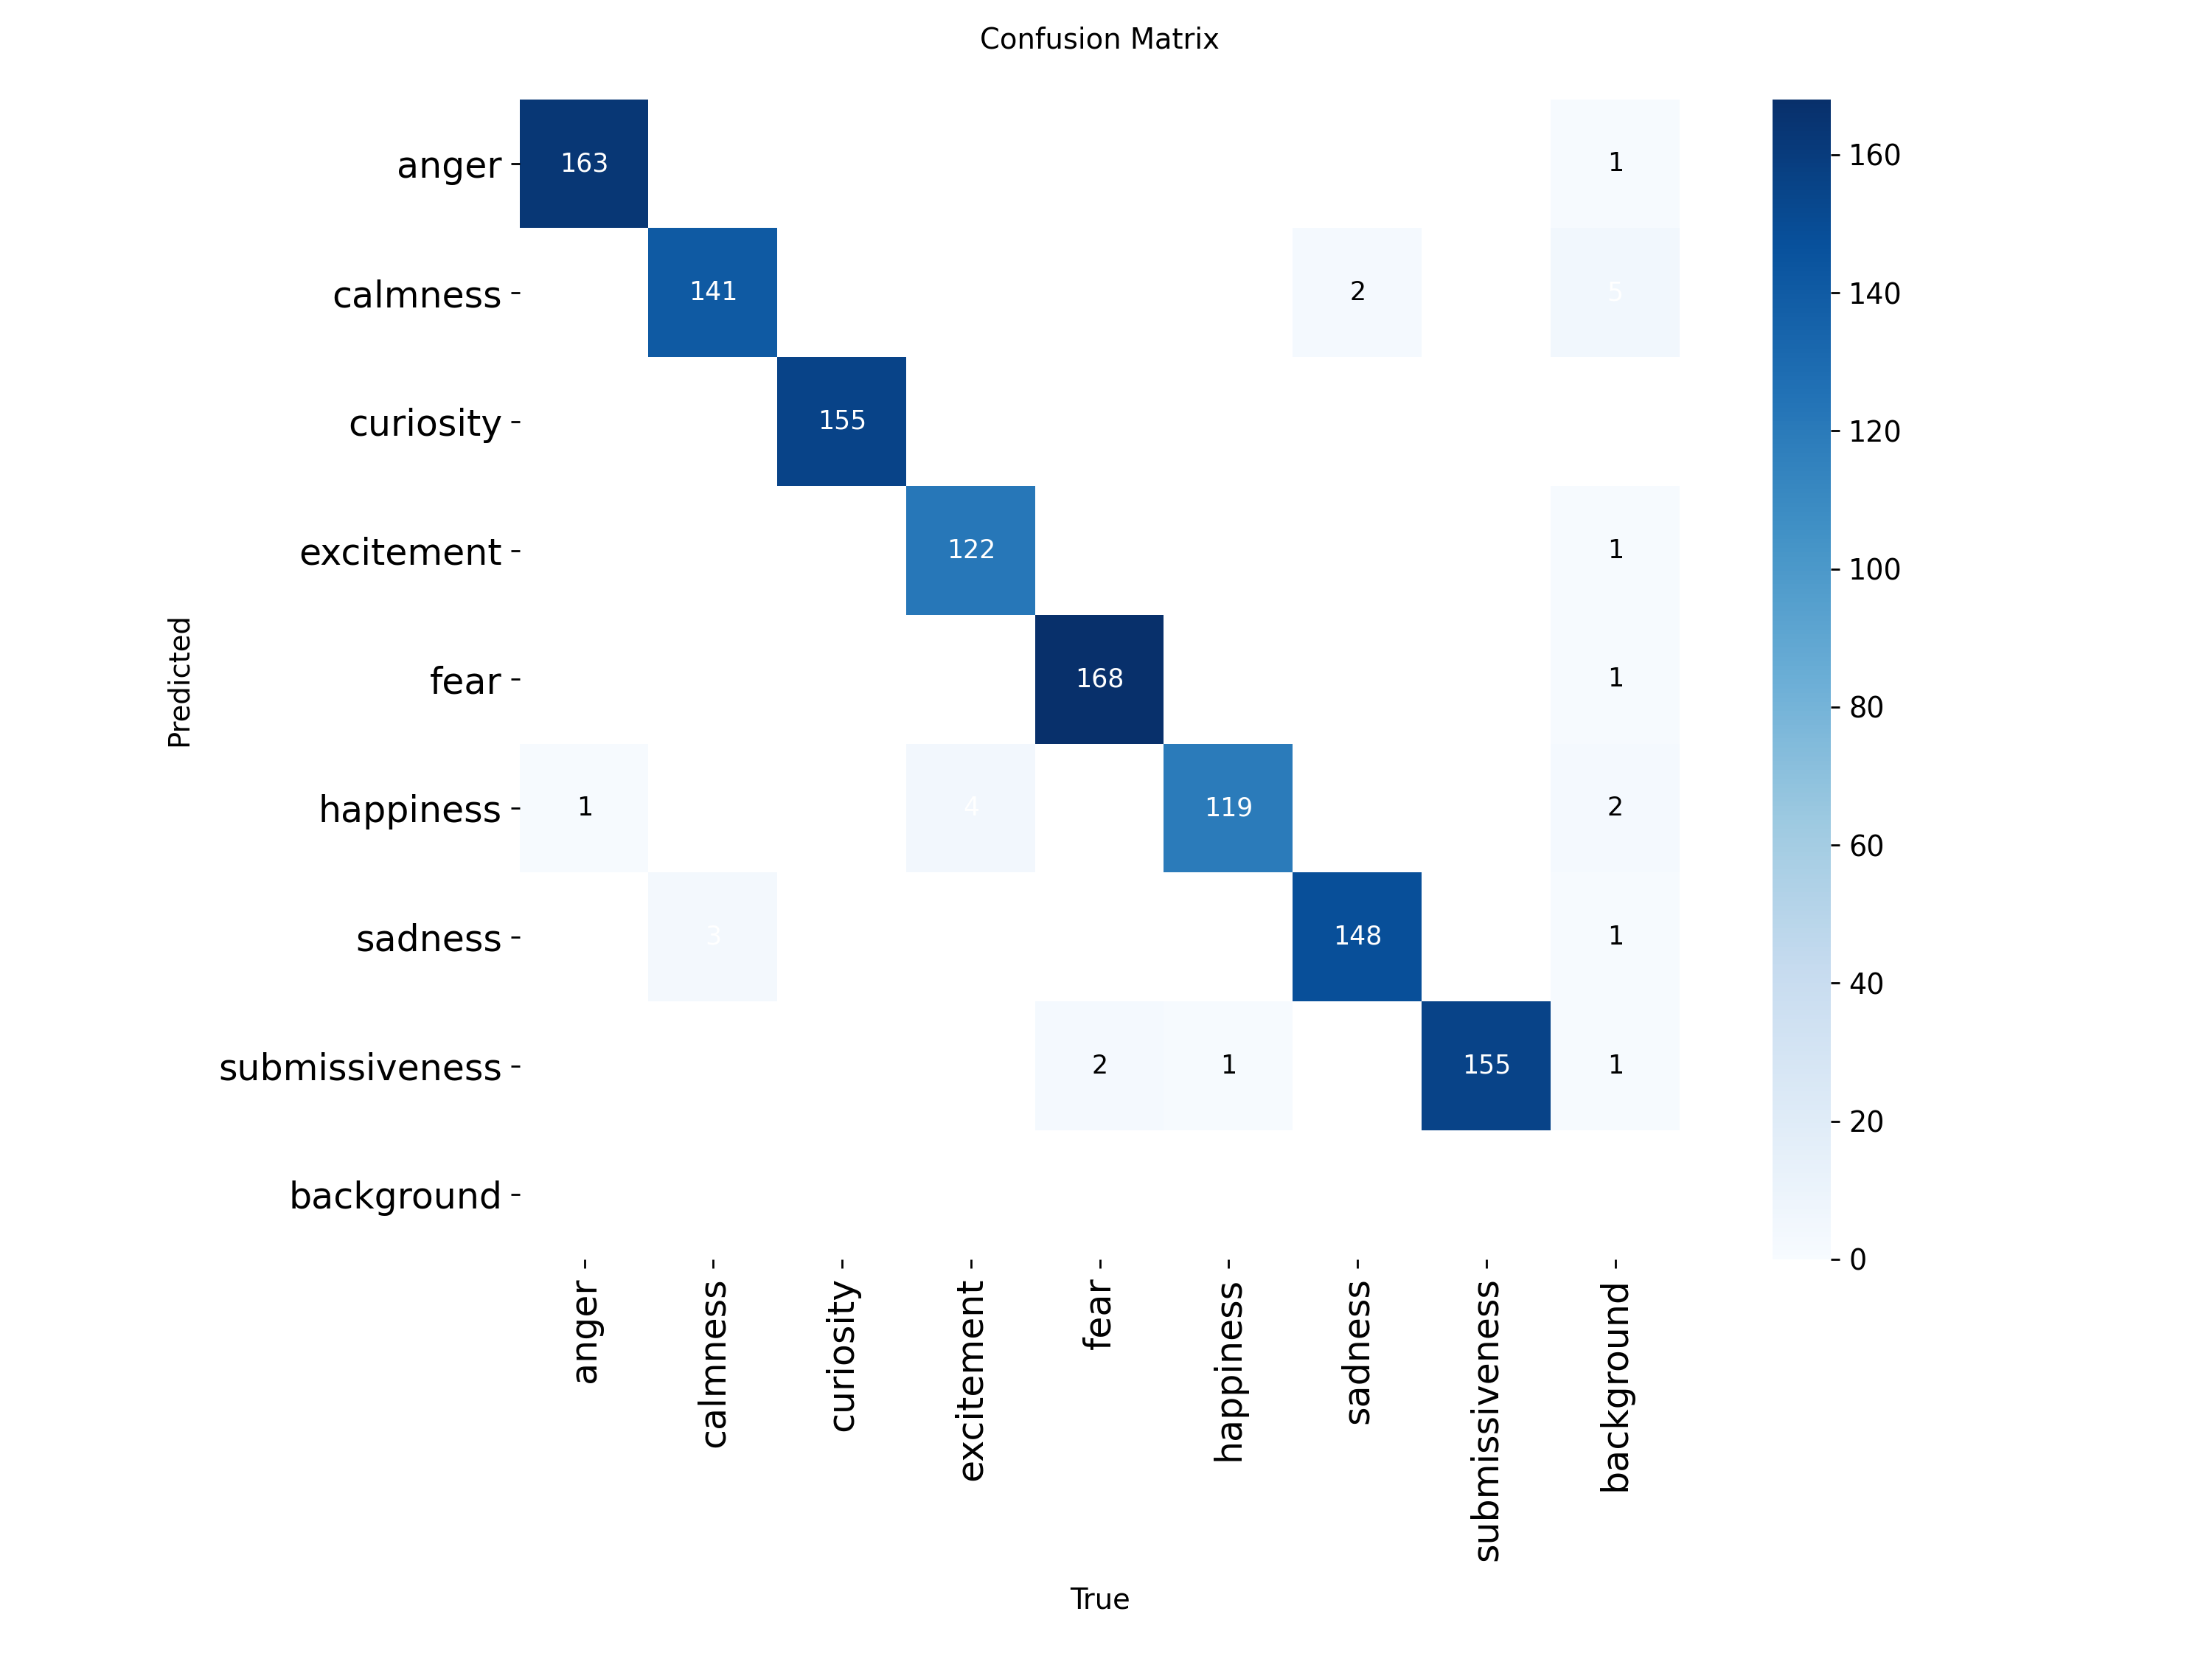 Confusion Matrix
anger 163 1
calmness 141 2 5
curiosity 155
excitement 122 1
fear 168 1
happiness 1 4 119 2
sadness 3 148 1
submissiveness 2 1 155 1
background
anger
calmness
curiosity
excitement
fear
happiness
sadness
submissiveness
background
True
Predicted
160
140
120
100
80
60
40
20
0